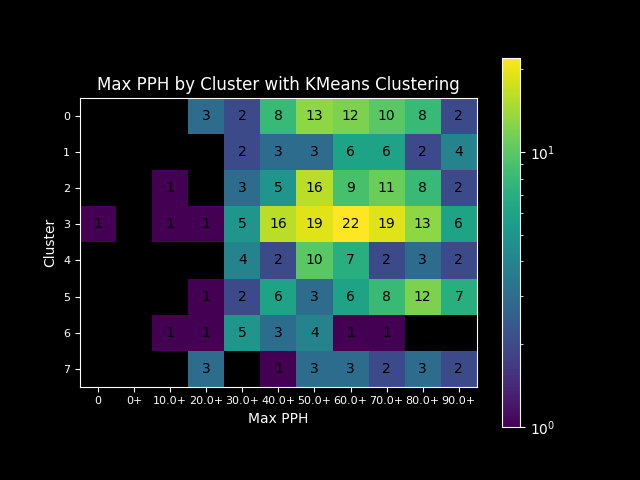 Max PPH by Cluster with KMeans Clustering
0 3 2 8 13 12 10 8 2
1 2 3 3 6 6 2 4
2 1 3 5 16 9 11 8 2
3 1 1 1 5 16 19 22 19 13 6
4 4 2 10 7 2 3 2
5 1 2 6 3 6 8 12 7
6 1 1 5 3 4 1 1
7 3 1 3 3 2 3 2
0 0+ 10.0+ 20.0+ 30.0+ 40.0+ 50.0+ 60.0+ 70.0+ 80.0+ 90.0+
Max PPH
Cluster
10¹
10⁰